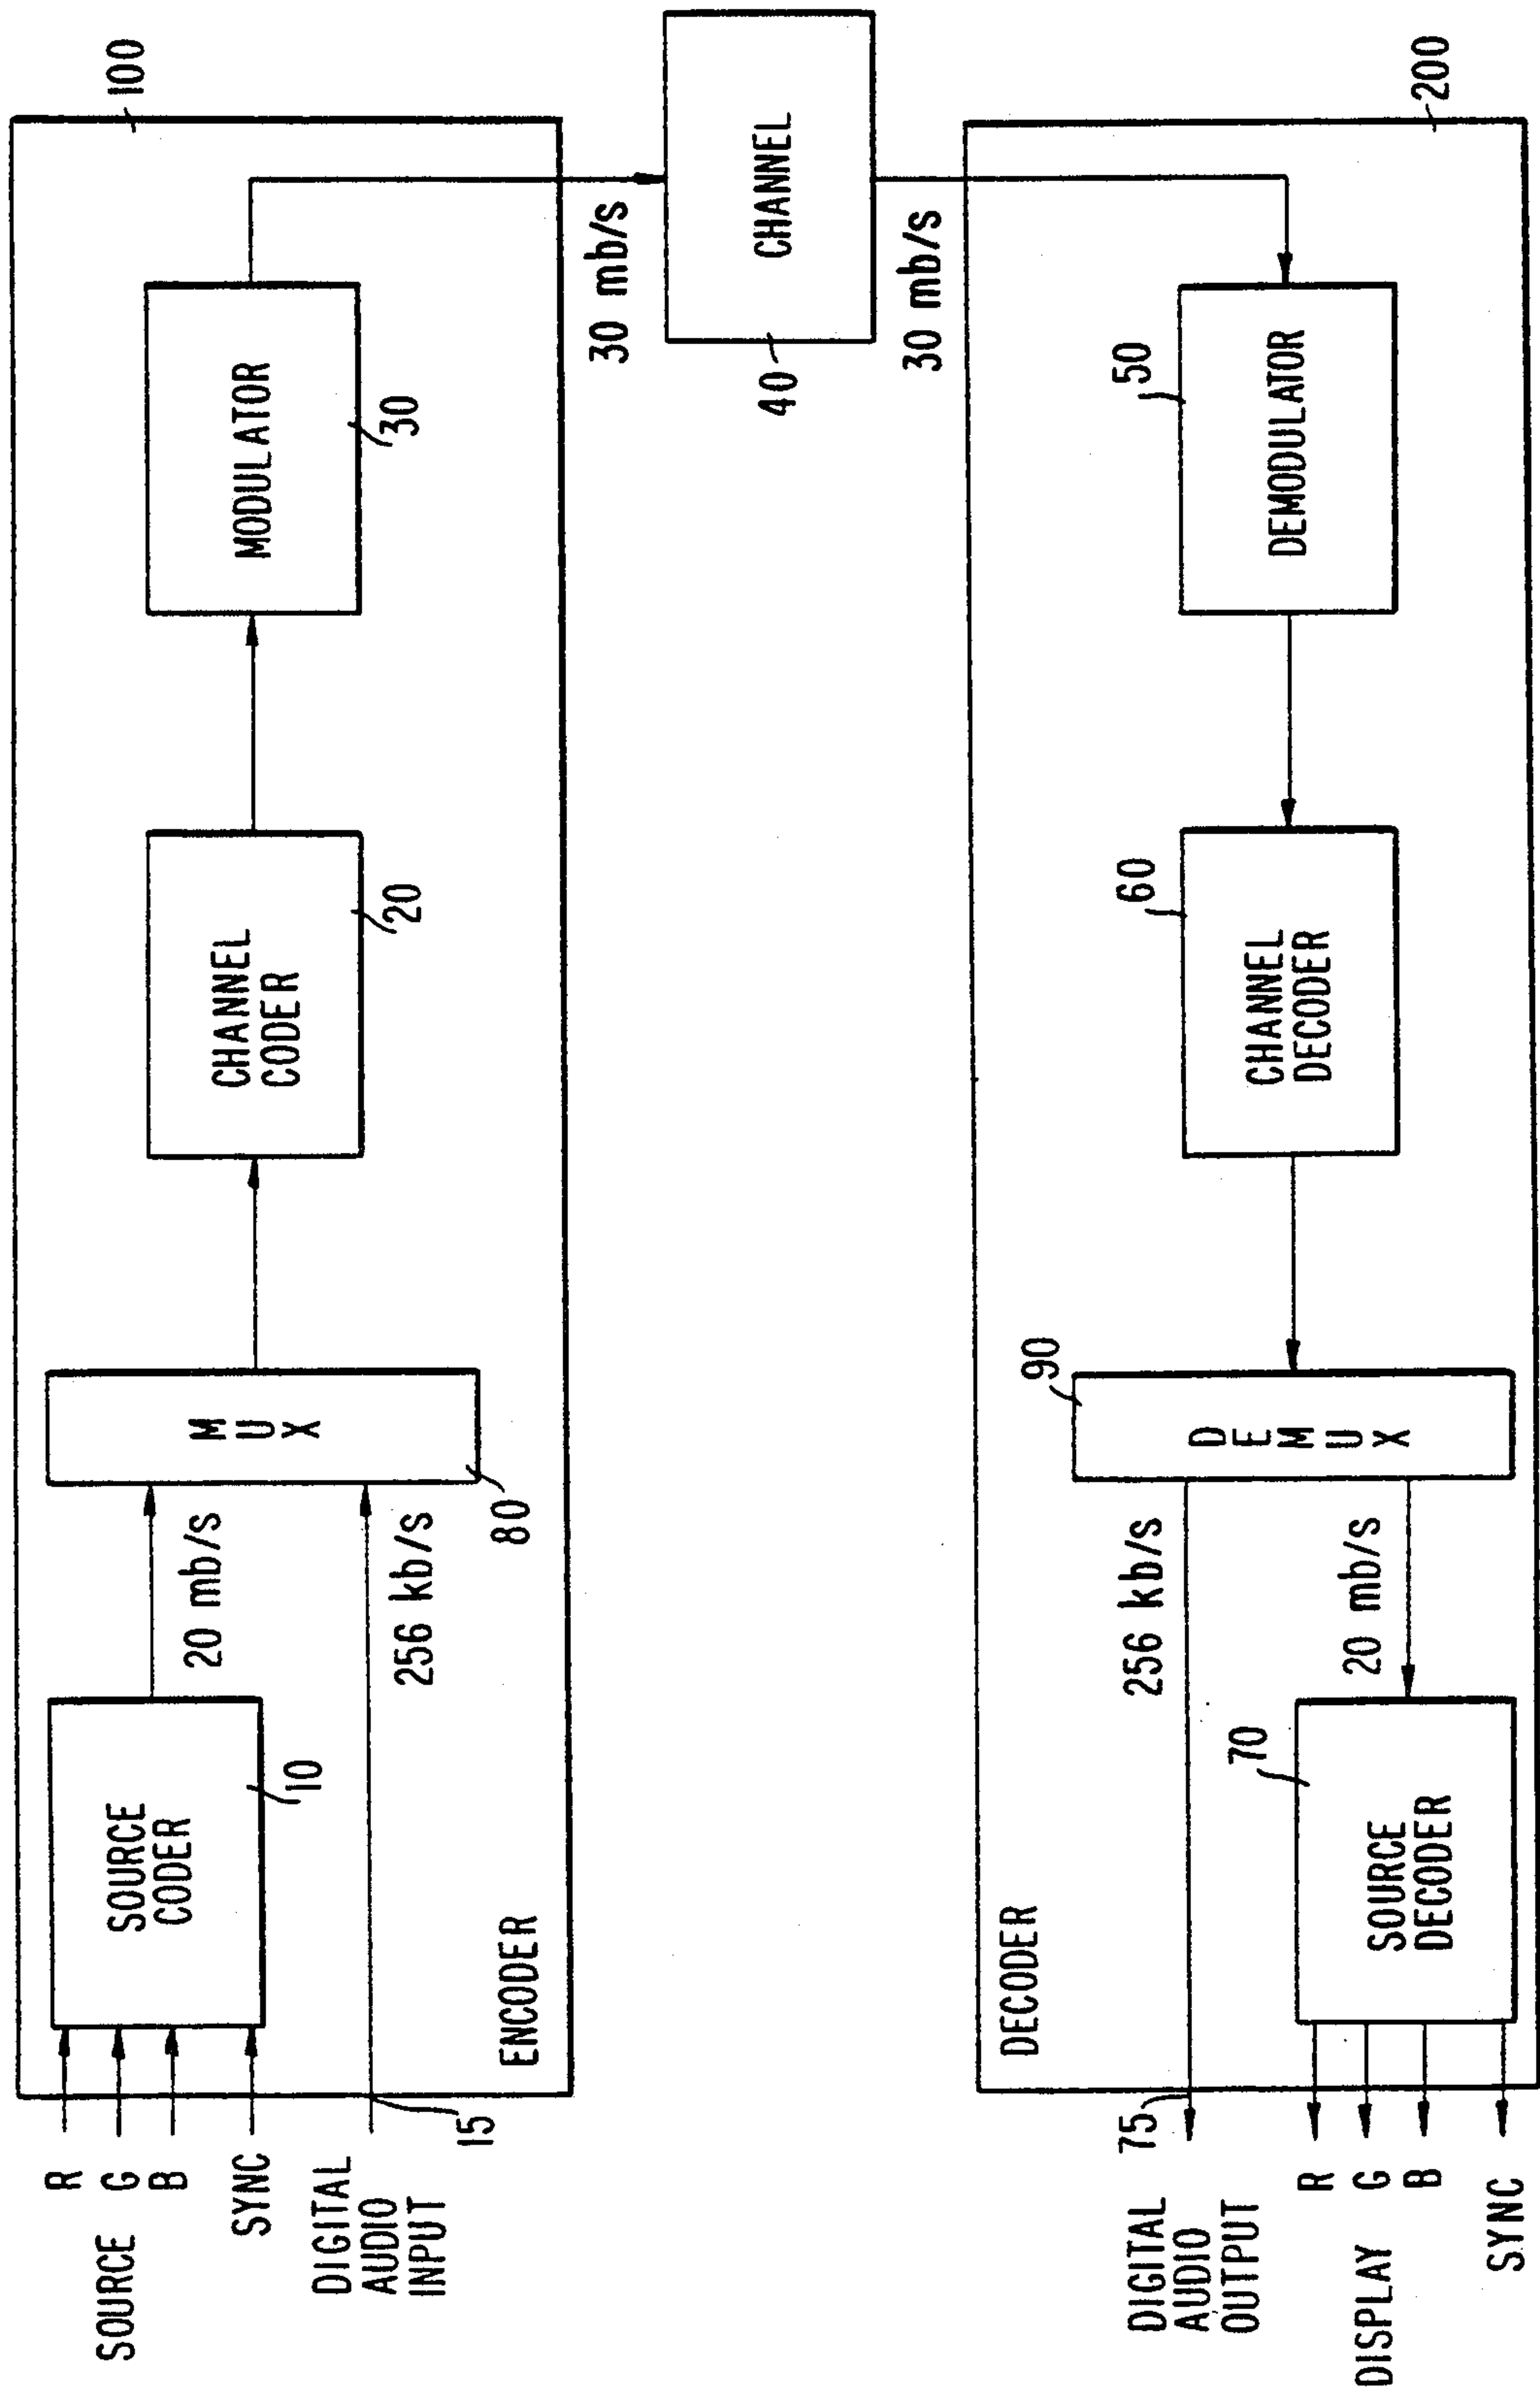 R
SOURCE G
B
SYNC
DIGITAL
AUDIO
INPUT
15
SOURCE
CODER
10
20 mb/s
256 kb/s
MUX
80
CHANNEL
CODER
20
MODULATOR
30
100
ENCODER
30 mb/s
CHANNEL
40
30 mb/s
DECODER
200
50
DEMODULATOR
60
CHANNEL
DECODER
90
DEMUX
256 kb/s
20 mb/s
70
SOURCE
DECODER
75
DIGITAL
AUDIO
OUTPUT
R
DISPLAY G
B
SYNC